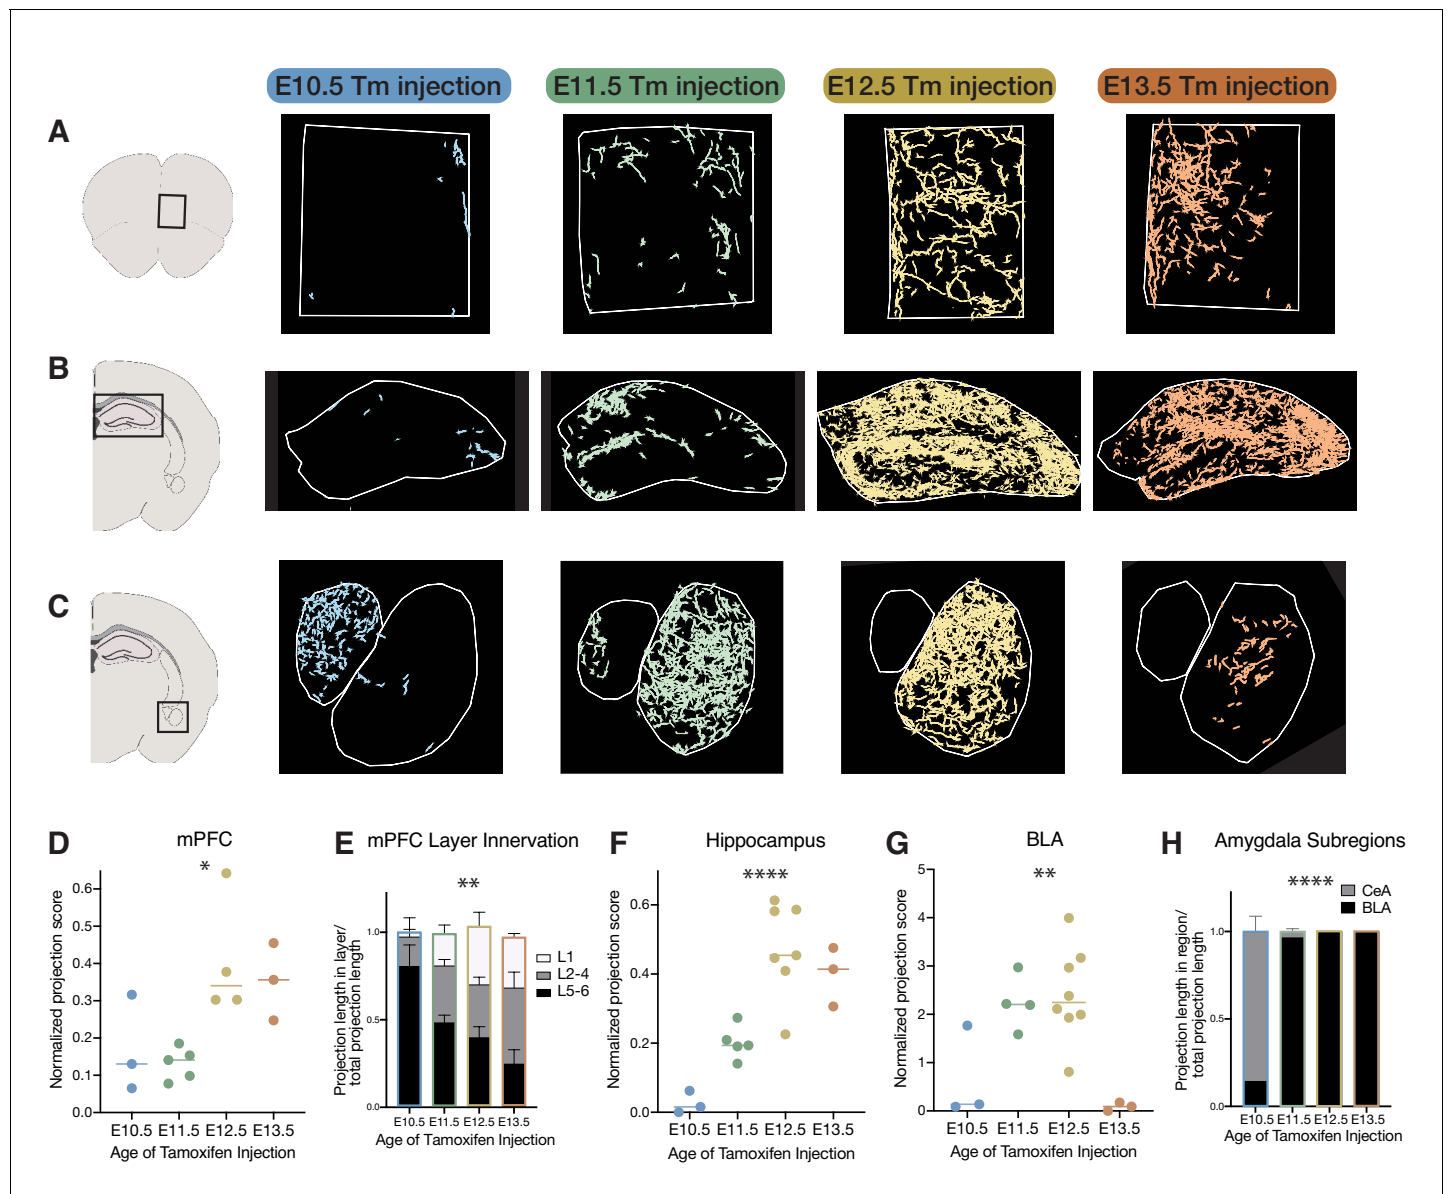 E10.5 Tm injection
E11.5 Tm injection
E12.5 Tm injection
E13.5 Tm injection
A
B
C
D
mPFC
*
Normalized projection score
0.6
0.5
0.4
0.3
0.2
0.1
0.0
E10.5 E11.5 E12.5 E13.5
Age of Tamoxifen Injection
E
mPFC Layer Innervation
**
Projection length in layer/
total projection length
1.0
0.5
0.0
L1
L2-4
L5-6
E10.5 E11.5 E12.5 E13.5
Age of Tamoxifen Injection
F
Hippocampus
****
Normalized projection score
0.6
0.4
0.2
0.0
E10.5 E11.5 E12.5 E13.5
Age of Tamoxifen Injection
G
BLA
**
Normalized projection score
5
4
3
2
1
0
E10.5 E11.5 E12.5 E13.5
Age of Tamoxifen Injection
H
Amygdala Subregions
****
CeA
BLA
Projection length in region/
total projection length
1.0
0.5
0.0
E10.5 E11.5 E12.5 E13.5
Age of Tamoxifen Injection